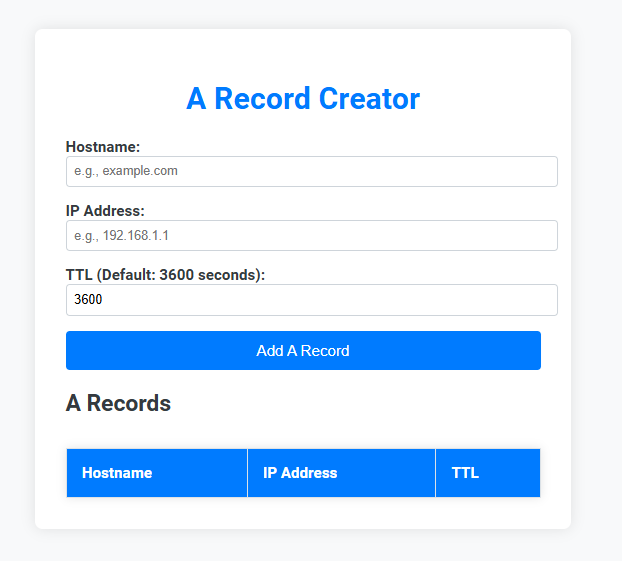 A Record Creator
Hostname:
e.g., example.com
IP Address:
e.g., 192.168.1.1
TTL (Default: 3600 seconds):
3600
Add A Record
A Records
Hostname IP Address TTL